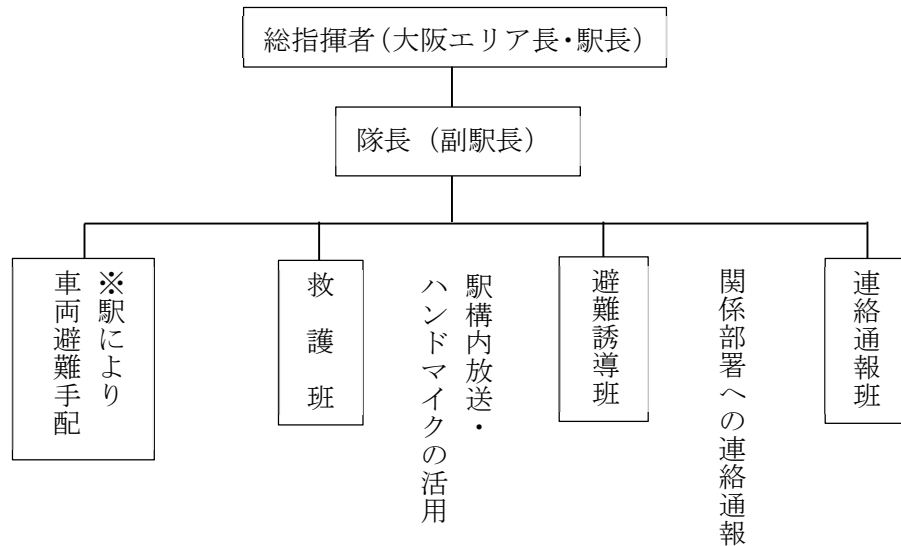 総指揮者(大阪エリア長・駅長)
隊長（副駅長）
連絡通報班
関係部署への連絡通報
避難誘導班
駅構内放送・
ハンドマイクの活用
救護班
※駅により
車両避難手配